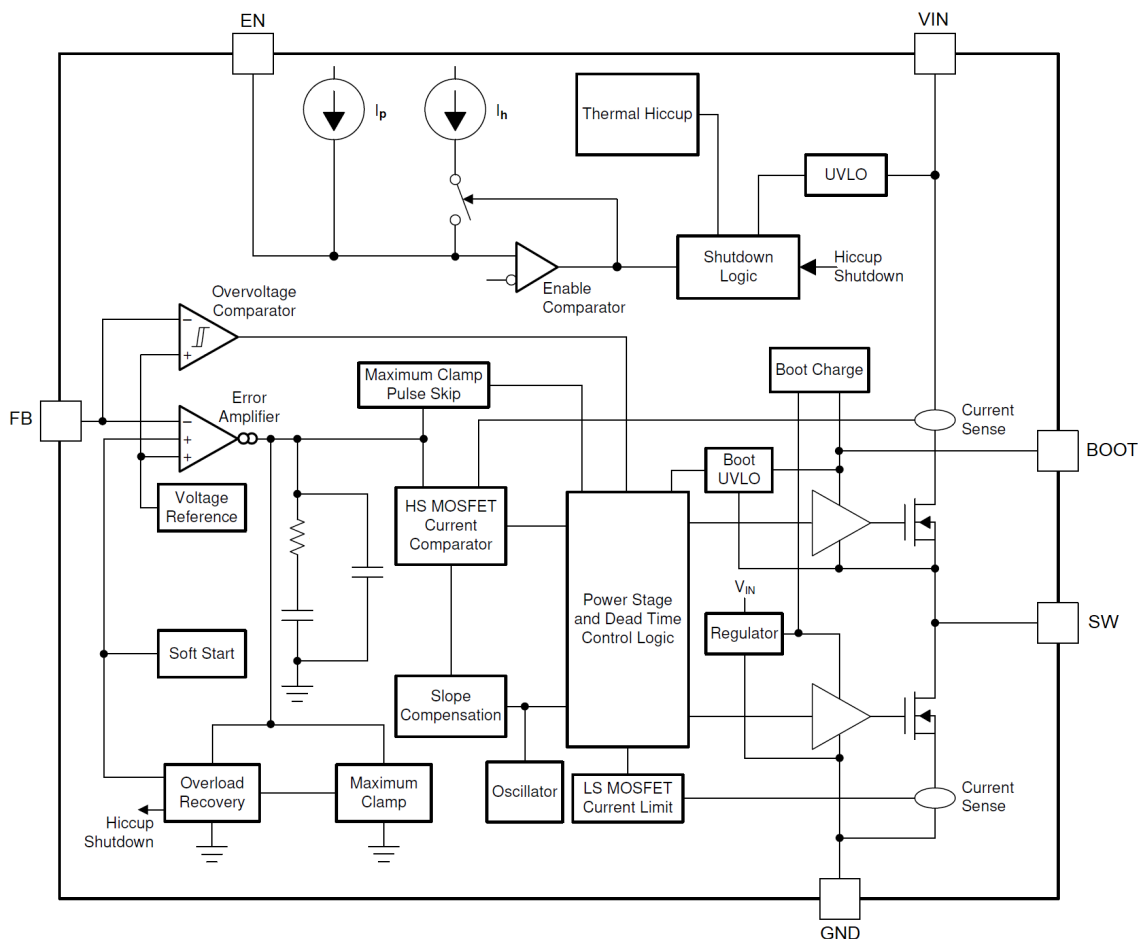 EN
VIN
Ip
Ih
Thermal Hiccup
UVLO
Shutdown
Logic
Hiccup
Shutdown
Enable
Comparator
Overvoltage
Comparator
−
+
Maximum Clamp
Pulse Skip
Boot Charge
Current
Sense
FB
Error
Amplifier
−
+
+
BOOT
Boot
UVLO
Voltage
Reference
HS MOSFET
Current
Comparator
Power Stage
and Dead Time
Control Logic
VIN
Regulator
SW
Soft Start
Slope
Compensation
Overload
Recovery
Maximum
Clamp
Oscillator
LS MOSFET
Current Limit
Current
Sense
Hiccup
Shutdown
GND